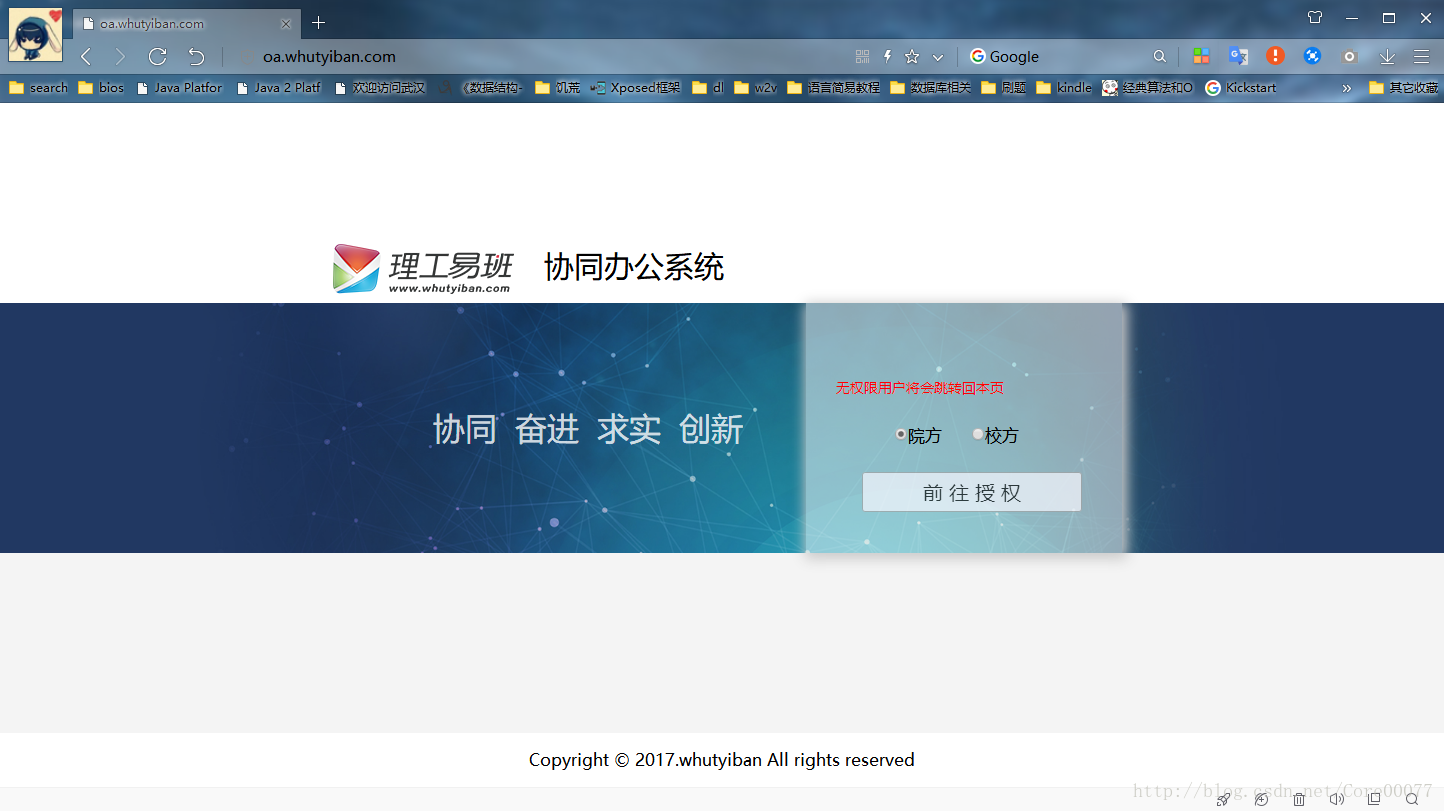 oa.whutyiban.com
oa.whutyiban.com
Google
search bios Java Platfor Java 2 Platf 欢迎访问武汉 《数据结构- 饥荒 Xposed框架 dl w2v 语言简易教程 数据库相关 刷题 kindle 经典算法和O Kickstart » 其它收藏
理工易班 协同办公系统
www.whutyiban.com
无权限用户将会跳转回本页
协同 奋进 求实 创新
院方 校方
前往授权
Copyright © 2017.whutyiban All rights reserved
http://blog.csdn.net/Core00077